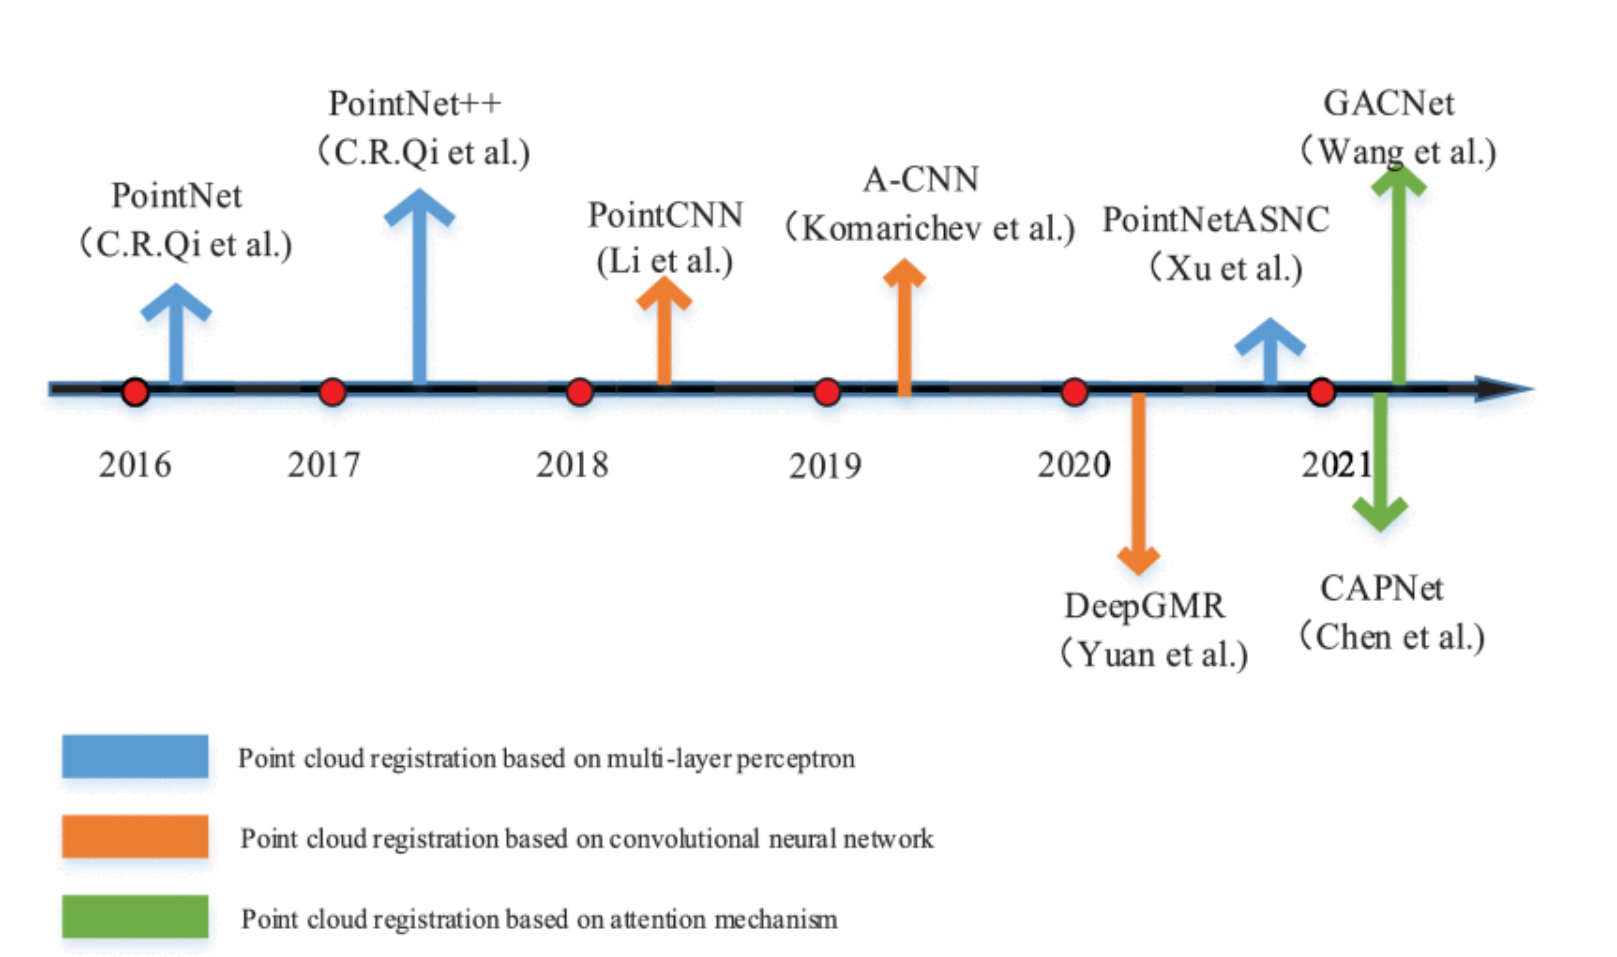 PointNet++
（C.R.Qi et al.)
GACNet
（Wang et al.)
PointNet
（C.R.Qi et al.)
PointCNN
(Li et al.)
A-CNN
（Komarichev et al.)
PointNetASNC
（Xu et al.)
2016
2017
2018
2019
2020
2021
DeepGMR
（Yuan et al.)
CAPNet
（Chen et al.)
Point cloud registration based on multi-layer perceptron
Point cloud registration based on convolutional neural network
Point cloud registration based on attention mechanism